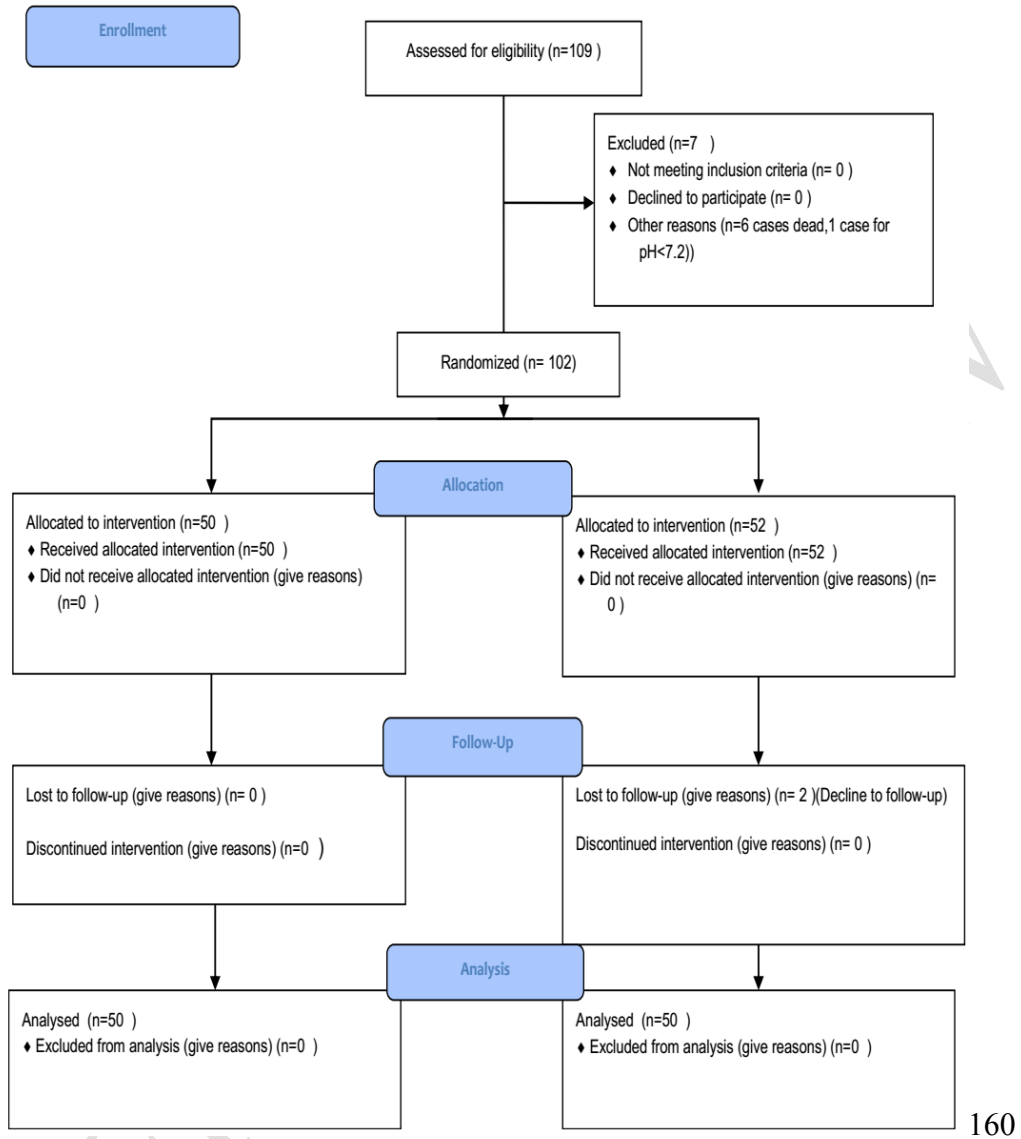 Enrollment
Assessed for eligibility (n=109 )
Excluded (n=7 )
♦ Not meeting inclusion criteria (n= 0 )
♦ Declined to participate (n= 0 )
♦ Other reasons (n=6 cases dead,1 case for
pH<7.2))
Randomized (n= 102)
Allocation
Allocated to intervention (n=50 )
♦ Received allocated intervention (n=50 )
♦ Did not receive allocated intervention (give reasons)
(n=0 )
Allocated to intervention (n=52 )
♦ Received allocated intervention (n=52 )
♦ Did not receive allocated intervention (give reasons) (n=
0 )
Follow-Up
Lost to follow-up (give reasons) (n= 0 )
Discontinued intervention (give reasons) (n=0 )
Lost to follow-up (give reasons) (n= 2 )(Decline to follow-up)
Discontinued intervention (give reasons) (n= 0 )
Analysis
Analysed (n=50 )
♦ Excluded from analysis (give reasons) (n=0 )
Analysed (n=50 )
♦ Excluded from analysis (give reasons) (n=0 )
160